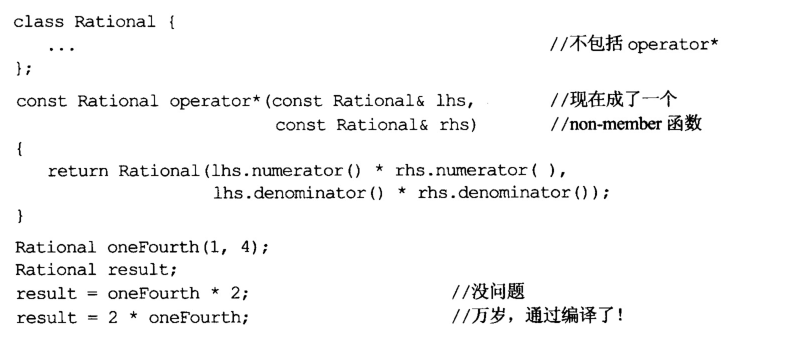 class Rational {
    ...                                                //不包括 operator*
};
const Rational operator*(const Rational& lhs,          //现在成了一个
                         const Rational& rhs)          //non-member 函数
{
    return Rational(lhs.numerator() * rhs.numerator( ),
                    lhs.denominator() * rhs.denominator());
}
Rational oneFourth(1, 4);
Rational result;
result = oneFourth * 2;                    //没问题
result = 2 * oneFourth;                    //万岁，通过编译了！